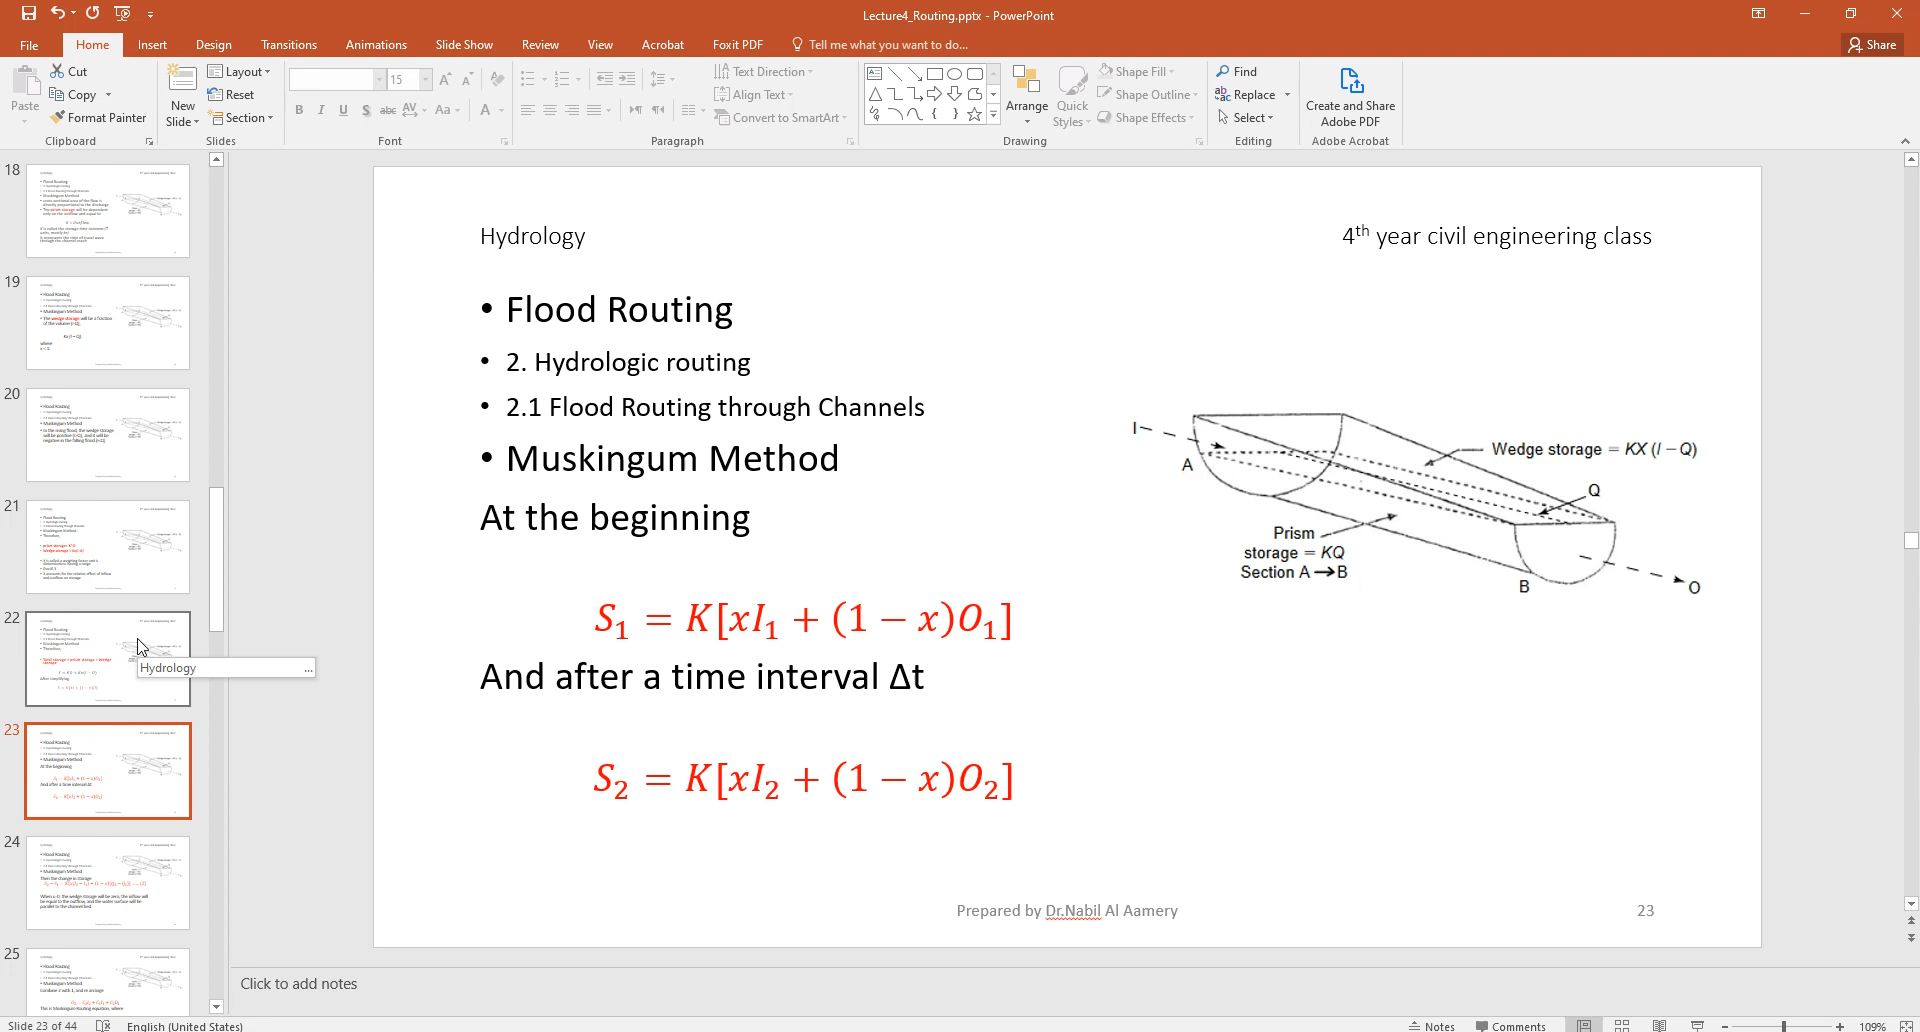 Lecture4_Routing.pptx - PowerPoint
File Home Insert Design Transitions Animations Slide Show Review View Acrobat Foxit PDF Tell me what you want to do... Share
Paste
Cut
Copy
Format Painter
Clipboard
New Slide
Layout
Reset
Section
Slides
15
B I U S abc AV Aa A
Font
Text Direction
Align Text
Convert to SmartArt
Paragraph
Arrange
Quick Styles
Shape Fill
Shape Outline
Shape Effects
Drawing
Find
Replace
Select
Editing
Create and Share Adobe PDF
Adobe Acrobat
18
19
20
21
22
Hydrology ...
23
24
25
Hydrology
4th year civil engineering class
• Flood Routing
• 2. Hydrologic routing
• 2.1 Flood Routing through Channels
• Muskingum Method
At the beginning
S₁ = K[xI₁ + (1 − x)O₁]
And after a time interval Δt
S₂ = K[xI₂ + (1 − x)O₂]
I
A
Wedge storage = KX (I – Q)
Q
Prism
storage = KQ
Section A → B
B
O
Prepared by Dr.Nabil Al Aamery
23
Click to add notes
Slide 23 of 44 English (United States) Notes Comments 109%